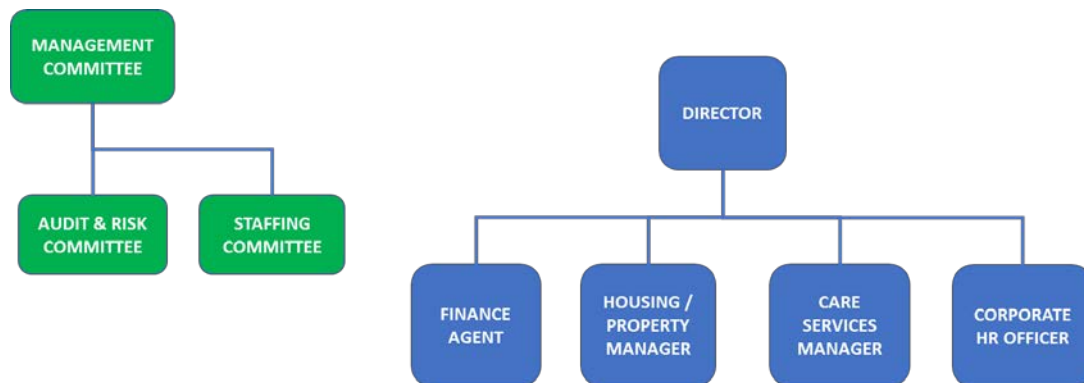 MANAGEMENT
COMMITTEE
AUDIT & RISK
COMMITTEE
STAFFING
COMMITTEE
DIRECTOR
FINANCE
AGENT
HOUSING /
PROPERTY
MANAGER
CARE
SERVICES
MANAGER
CORPORATE
HR OFFICER